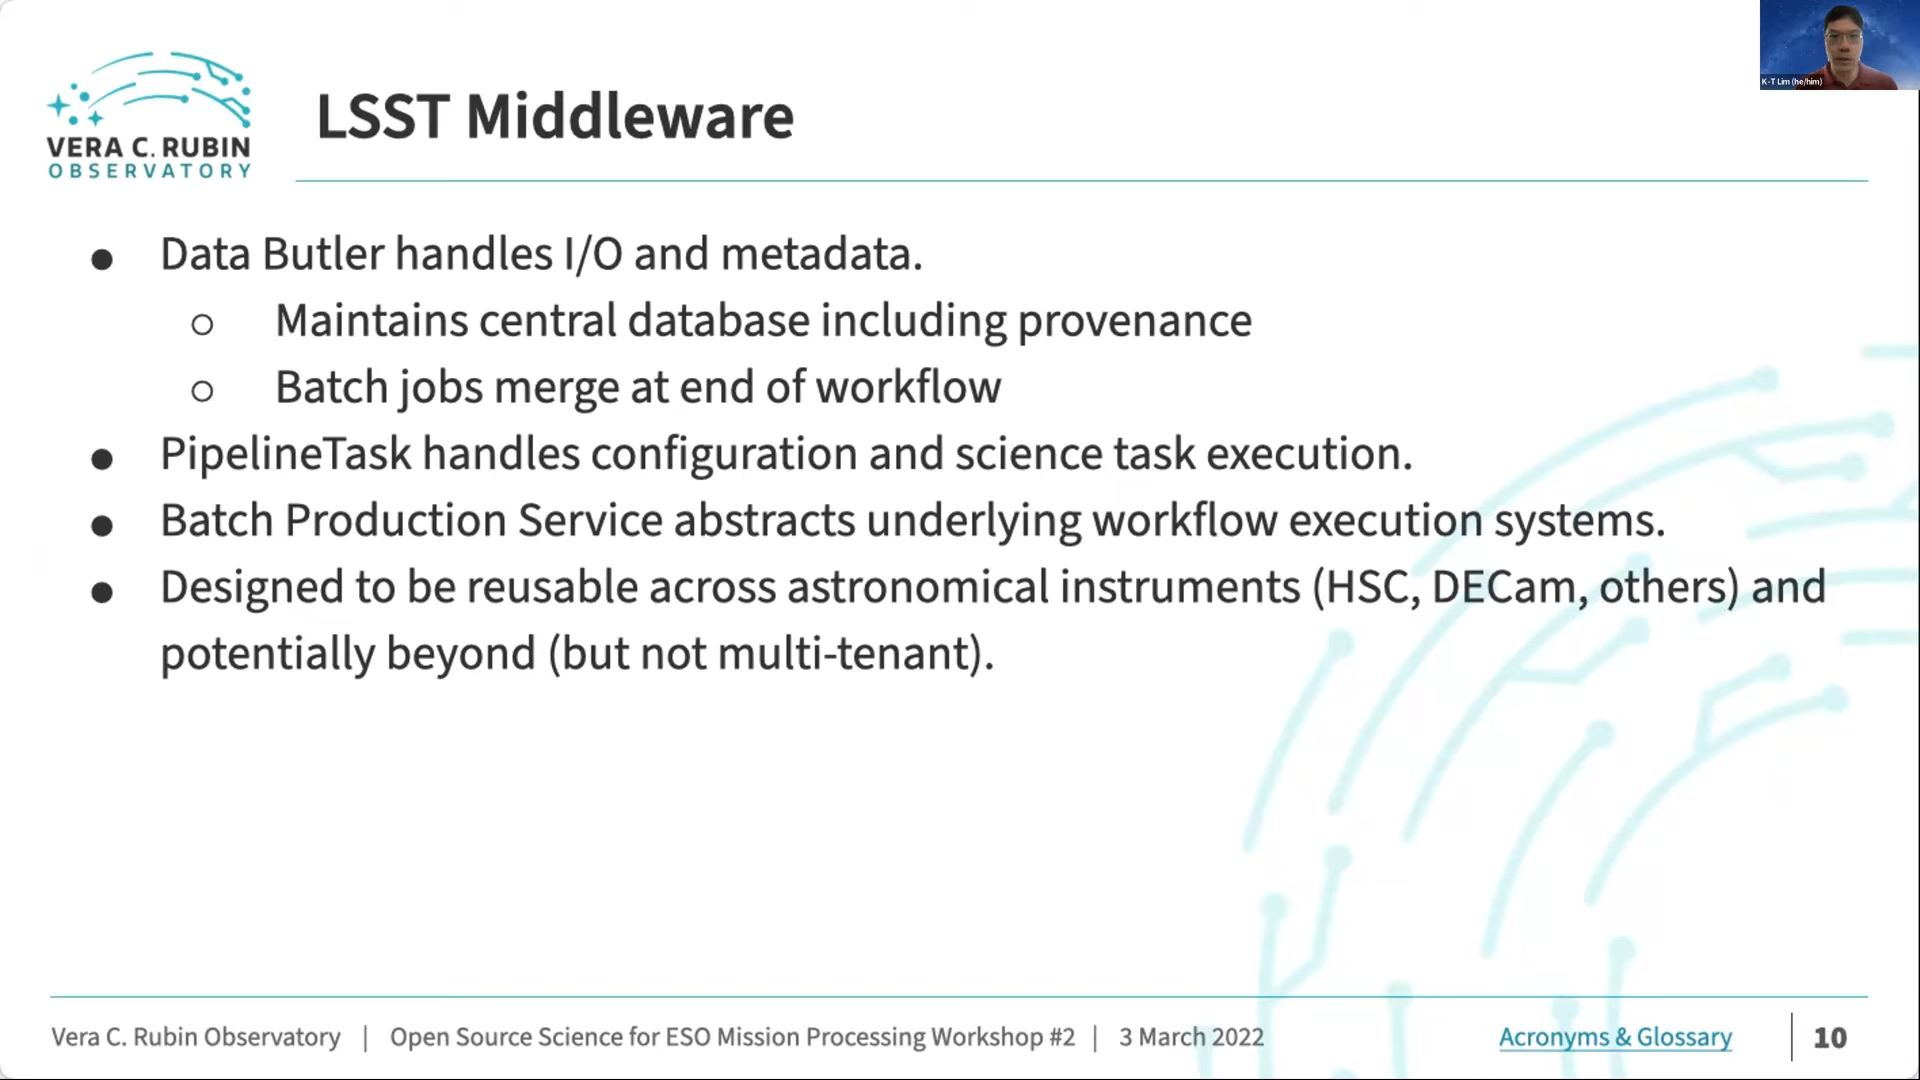 K-T Lim (he/him)
VERA C. RUBIN
OBSERVATORY
LSST Middleware
● Data Butler handles I/O and metadata.
○ Maintains central database including provenance
○ Batch jobs merge at end of workflow
● PipelineTask handles configuration and science task execution.
● Batch Production Service abstracts underlying workflow execution systems.
● Designed to be reusable across astronomical instruments (HSC, DECam, others) and
potentially beyond (but not multi-tenant).
Vera C. Rubin Observatory | Open Source Science for ESO Mission Processing Workshop #2 | 3 March 2022 Acronyms & Glossary | 10